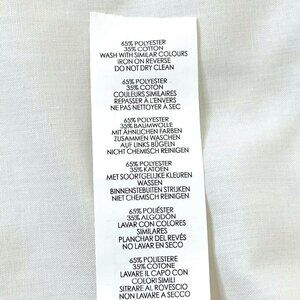 65% POLYESTER
35% COTTON
WASH WITH SIMILAR COLOURS
IRON ON REVERSE
DO NOT DRY CLEAN
65% POLYESTER
35% COTON
COULEURS SIMILAIRES
REPASSER À L'ENVERS
NE PAS NETTOYER À SEC
65% POLYESTER
35% BAUMWOLLE
MIT ÄHNLICHEN FARBEN
ZUSAMMEN WASCHEN
AUF LINKS BÜGELN
NICHT CHEMISCH REINIGEN
65% POLYESTER
35% KATOEN
MET SOORTGELIJKE KLEUREN
WASSEN
BINNENSTEBUITEN STRIJKEN
NIET CHEMISCH REINIGEN
65% POLIÉSTER
35% ALGODÓN
LAVAR CON COLORES
SIMILARES
PLANCHAR DEL REVÉS
NO LAVAR EN SECO
65% POLIESTERE
35% COTONE
LAVARE IL CAPO CON
COLORI SIMILI
STIRARE AL ROVESCIO
NON LAVARE A SECCO